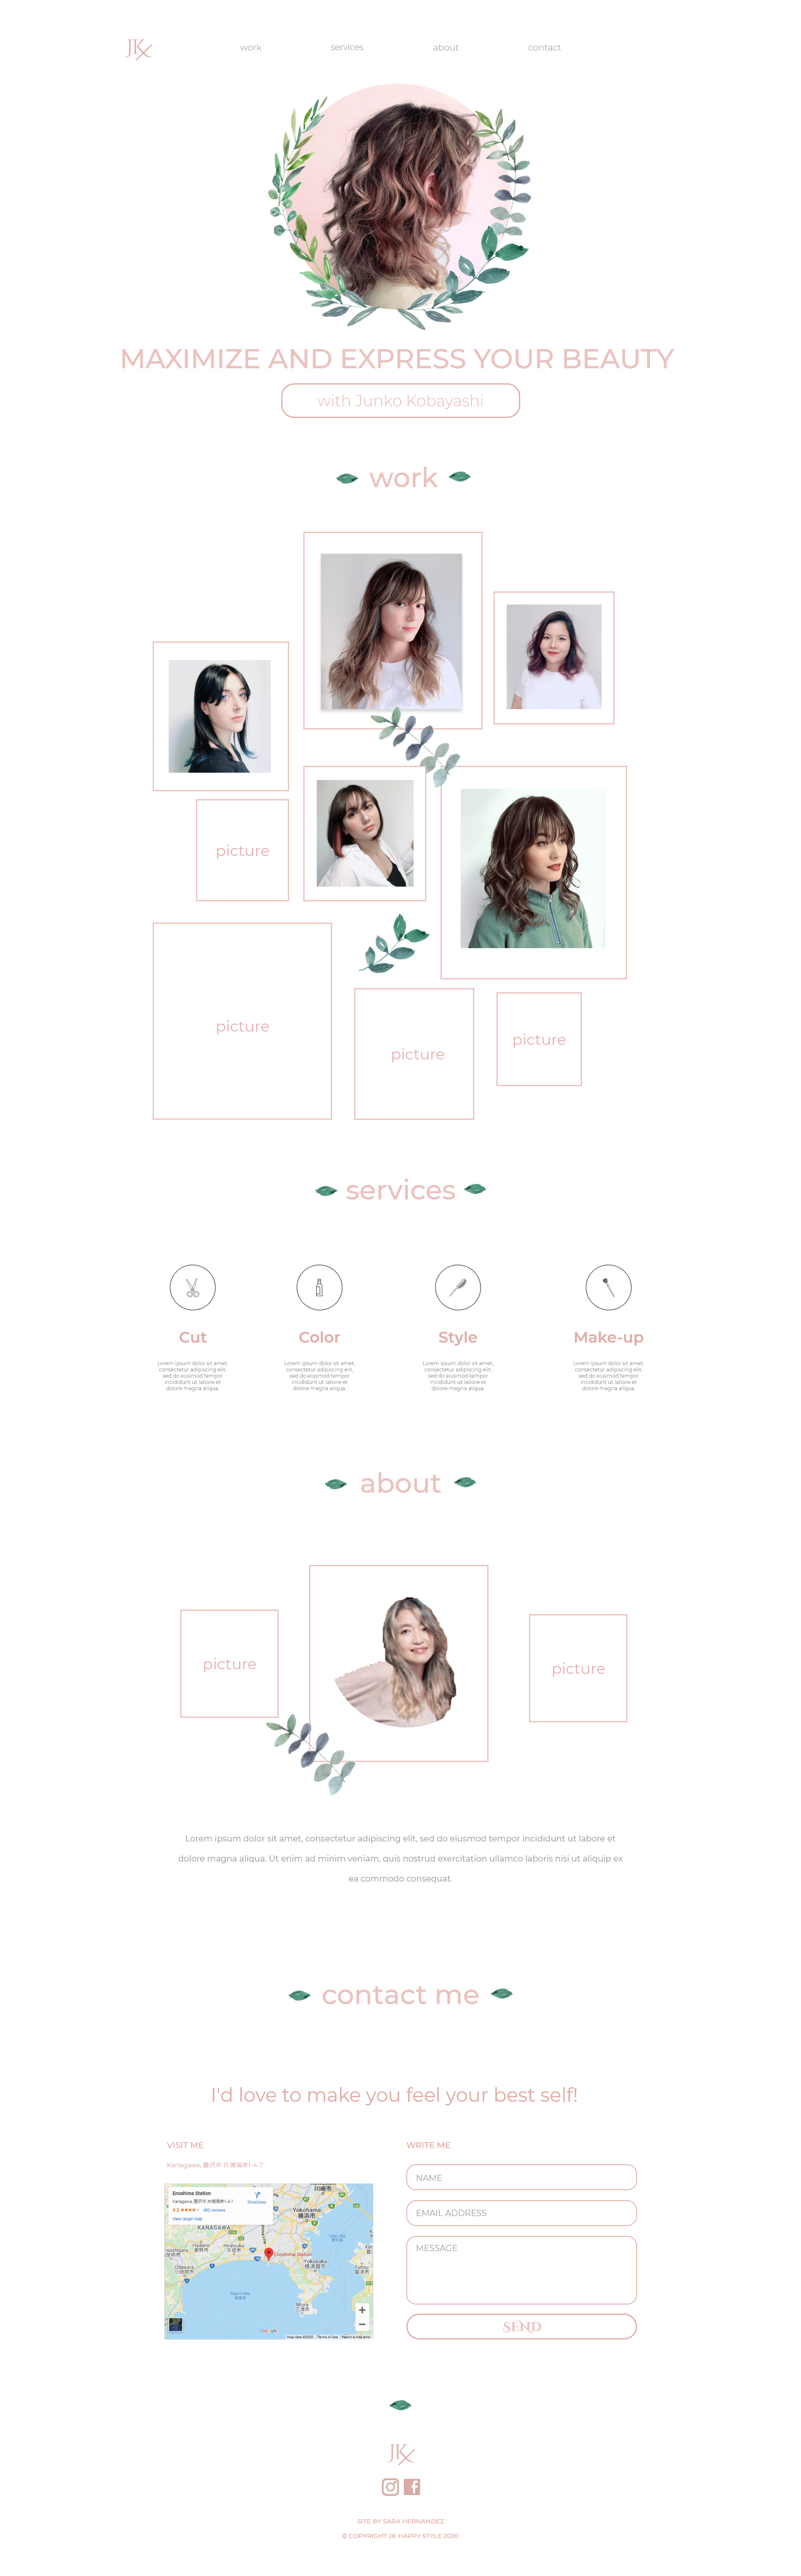 JK
work
services
about
contact
MAXIMIZE AND EXPRESS YOUR BEAUTY
with Junko Kobayashi
work
picture
picture
picture
picture
services
Cut
Lorem ipsum dolor sit amet,
consectetur adipiscing elit,
sed do eiusmod tempor
incididunt ut labore et
dolore magna aliqua
Color
Lorem ipsum dolor sit amet,
consectetur adipiscing elit,
sed do eiusmod tempor
incididunt ut labore et
dolore magna aliqua
Style
Lorem ipsum dolor sit amet,
consectetur adipiscing elit,
sed do eiusmod tempor
incididunt ut labore et
dolore magna aliqua
Make-up
Lorem ipsum dolor sit amet,
consectetur adipiscing elit,
sed do eiusmod tempor
incididunt ut labore et
dolore magna aliqua
about
picture
picture
Lorem ipsum dolor sit amet, consectetur adipiscing elit, sed do eiusmod tempor incididunt ut labore et
dolore magna aliqua. Ut enim ad minim veniam, quis nostrud exercitation ullamco laboris nisi ut aliquip ex
ea commodo consequat.
contact me
I'd love to make you feel your best self!
VISIT ME
Kanagawa, 藤沢市片瀬海岸1-4-7
Enoshima Station
Kanagawa, 藤沢市片瀬海岸1-4-7
4.2
482 reviews
View larger map
Directions
川崎市
Yokohama
横浜市
KANAGAWA
Hadano
秦野市
Hiratsuka
Odawara
小田原市
Enoshima Station
Yokosuka
横須賀市
Tokyo Bay
Miura
三浦市
Sagami Bay
Google
Map data ©2020
Terms of Use
Report a map error
WRITE ME
NAME
EMAIL ADDRESS
MESSAGE
SEND
JK
SITE BY SARA HERNANDEZ
© COPYRIGHT JK HAPPY STYLE 2020